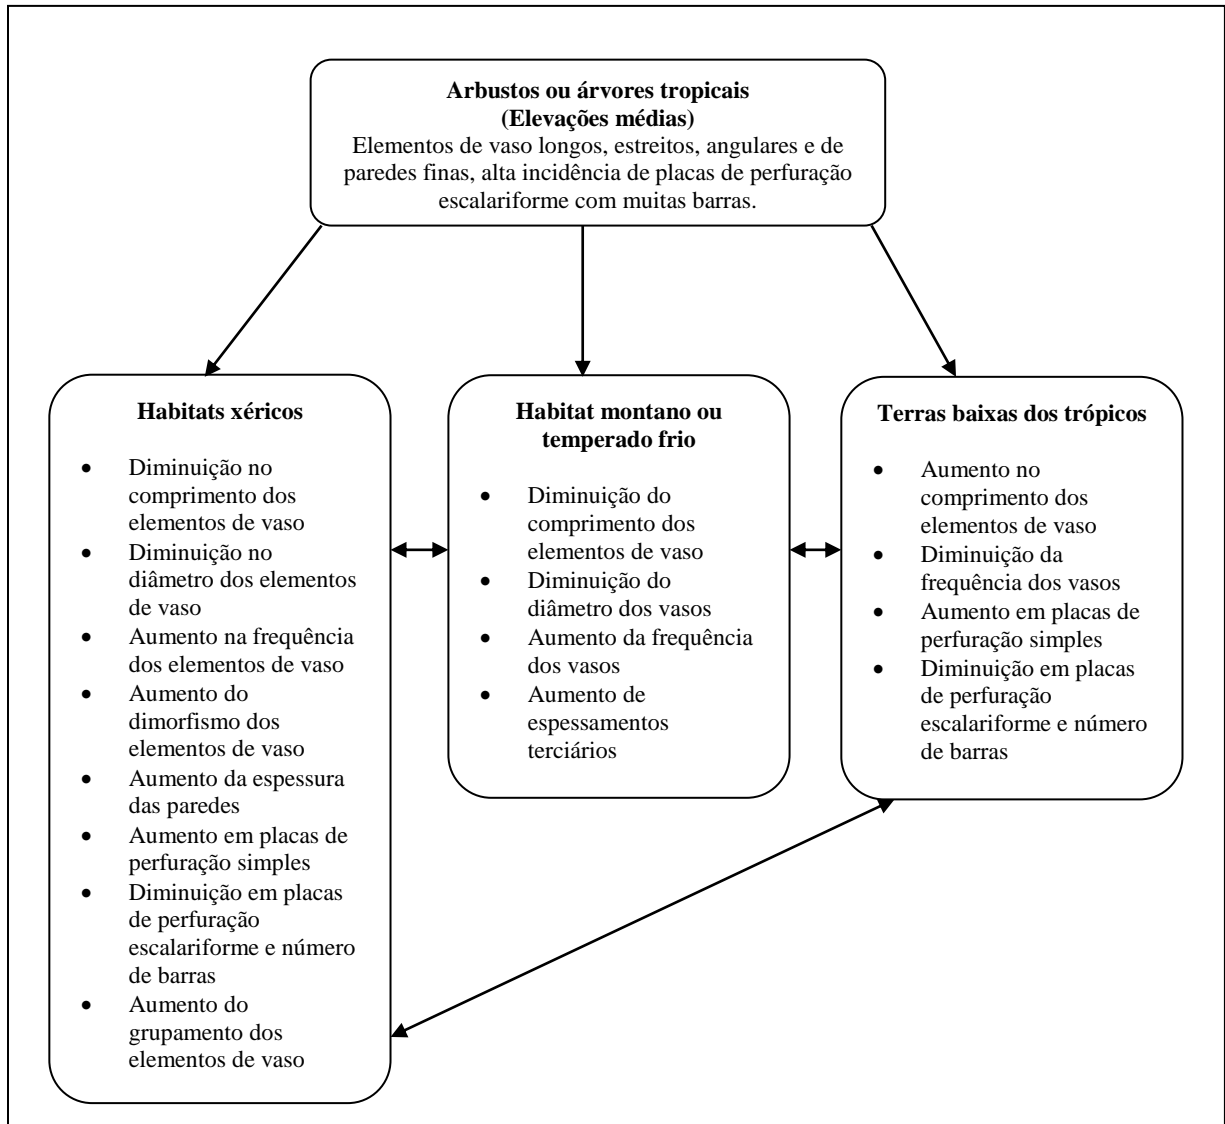 Arbustos ou árvores tropicais
(Elevações médias)
Elementos de vaso longos, estreitos, angulares e de
paredes finas, alta incidência de placas de perfuração
escalariforme com muitas barras.
Habitats xéricos
• Diminuição no
comprimento dos
elementos de vaso
• Diminuição no
diâmetro dos elementos
de vaso
• Aumento na frequência
dos elementos de vaso
• Aumento do
dimorfismo dos
elementos de vaso
• Aumento da espessura
das paredes
• Aumento em placas de
perfuração simples
• Diminuição em placas
de perfuração
escalariforme e número
de barras
• Aumento do
grupamento dos
elementos de vaso
Habitat montano ou
temperado frio
• Diminuição do
comprimento dos
elementos de vaso
• Diminuição do
diâmetro dos vasos
• Aumento da frequência
dos vasos
• Aumento de
espessamentos
terciários
Terras baixas dos trópicos
• Aumento no
comprimento dos
elementos de vaso
• Diminuição da
frequência dos vasos
• Aumento em placas de
perfuração simples
• Diminuição em placas
de perfuração
escalariforme e número
de barras